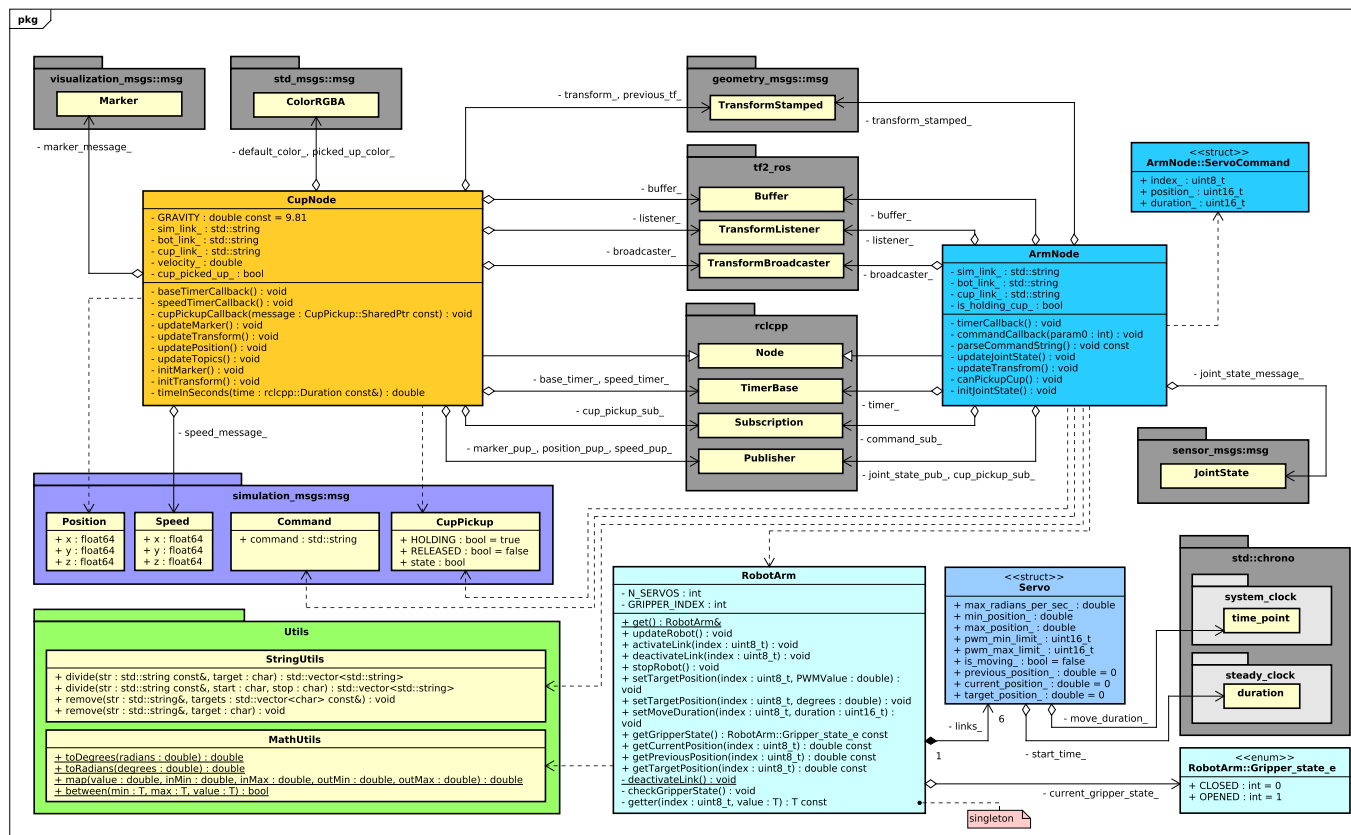 pkg
visualization_msgs::msg
Marker
std_msgs::msg
ColorRGBA
geometry_msgs::msg
TransformStamped
- transform_, previous_tf_
- transform_stamped_
- marker_message_
- default_color_, picked_up_color_
tf2_ros
Buffer
TransformListener
TransformBroadcaster
- buffer_
- listener_
- broadcaster_
- buffer_
- listener_
- broadcaster_
<<struct>>
ArmNode::ServoCommand
+ index_ : uint8_t
+ position_ : uint16_t
+ duration_ : uint16_t
CupNode
- GRAVITY : double const = 9.81
- sim_link_ : std::string
- bot_link_ : std::string
- cup_link_ : std::string
- velocity_ : double
- cup_picked_up_ : bool
- baseTimerCallback() : void
- speedTimerCallback() : void
- cupPickupCallback(message : CupPickup::SharedPtr const) : void
- updateMarker() : void
- updateTransform() : void
- updatePosition() : void
- updateTopics() : void
- initMarker() : void
- initTransform() : void
- timeInSeconds(time : rclcpp::Duration const&) : double
ArmNode
- sim_link_ : std::string
- bot_link_ : std::string
- cup_link_ : std::string
- is_holding_cup_ : bool
- timerCallback() : void
- commandCallback(param0 : int) : void
- parseCommandString() : void const
- updateJointState() : void
- updateTransfrom() : void
- canPickupCup() : void
- initJointState() : void
rclcpp
Node
TimerBase
Subscription
Publisher
- base_timer_, speed_timer_
- cup_pickup_sub_
- marker_pup_, position_pup_, speed_pup_
- timer_
- command_sub_
- joint_state_pub_, cup_pickup_sub_
- joint_state_message_
sensor_msgs:msg
JointState
- speed_message_
simulation_msgs:msg
Position
+ x : float64
+ y : float64
+ z : float64
Speed
+ x : float64
+ y : float64
+ z : float64
Command
+ command : std::string
CupPickup
+ HOLDING : bool = true
+ RELEASED : bool = false
+ state : bool
Utils
StringUtils
+ divide(str : std::string const&, target : char) : std::vector<std::string>
+ divide(str : std::string const&, start : char, stop : char) : std::vector<std::string>
+ remove(str : std::string&, targets : std::vector<char> const&) : void
+ remove(str : std::string&, target : char) : void
MathUtils
+ toDegrees(radians : double) : double
+ toRadians(degrees : double) : double
+ map(value : double, inMin : double, inMax : double, outMin : double, outMax : double) : double
+ between(min : T, max : T, value : T) : bool
RobotArm
- N_SERVOS : int
- GRIPPER_INDEX : int
+ get() : RobotArm&
+ updateRobot() : void
+ activateLink(index : uint8_t) : void
+ deactivateLink(index : uint8_t) : void
+ stopRobot() : void
+ setTargetPosition(index : uint8_t, PWMValue : double) :
void
+ setTargetPosition(index : uint8_t, degrees : double) : void
+ setMoveDuration(index : uint8_t, duration : uint16_t) :
void
+ getGripperState() : RobotArm::Gripper_state_e const
+ getCurrentPosition(index : uint8_t) : double const
+ getPreviousPosition(index : uint8_t) : double const
+ getTargetPosition(index : uint8_t) : double const
- deactivateLink() : void
- checkGripperState() : void
- getter(index : uint8_t, value : T) : T const
<<struct>>
Servo
+ max_radians_per_sec_ : double
+ min_position_ : double
+ max_position_ : double
+ pwm_min_limit_ : uint16_t
+ pwm_max_limit_ : uint16_t
+ is_moving_ : bool = false
+ previous_position_ : double = 0
+ current_position_ : double = 0
+ target_position_ : double = 0
std::chrono
system_clock
time_point
steady_clock
duration
- links_
6
1
- move_duration_
- start_time_
<<enum>>
RobotArm::Gripper_state_e
+ CLOSED : int = 0
+ OPENED : int = 1
- current_gripper_state_
singleton